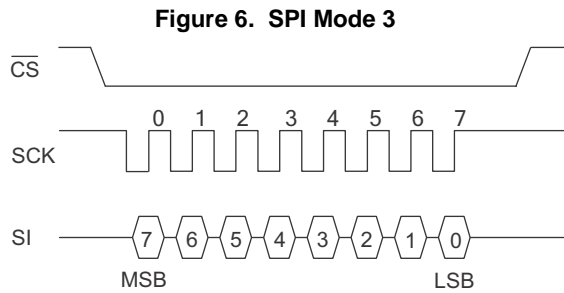 Figure 6. SPI Mode 3
CS
0 1 2 3 4 5 6 7
SCK
SI 7 6 5 4 3 2 1 0
MSB LSB